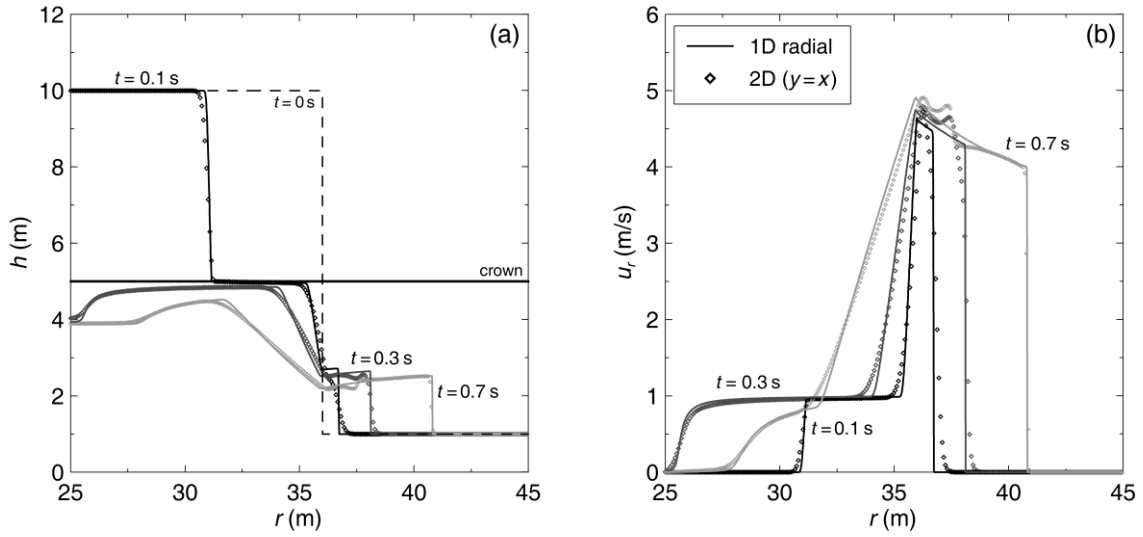 (a)
12
10
8
6
4
2
0
h (m)
t = 0.1 s
t = 0 s
crown
t = 0.3 s
t = 0.7 s
25
30
35
40
45
r (m)
(b)
1D radial
2D (y = x)
6
5
4
3
2
1
0
u_r (m/s)
t = 0.7 s
t = 0.3 s
t = 0.1 s
25
30
35
40
45
r (m)